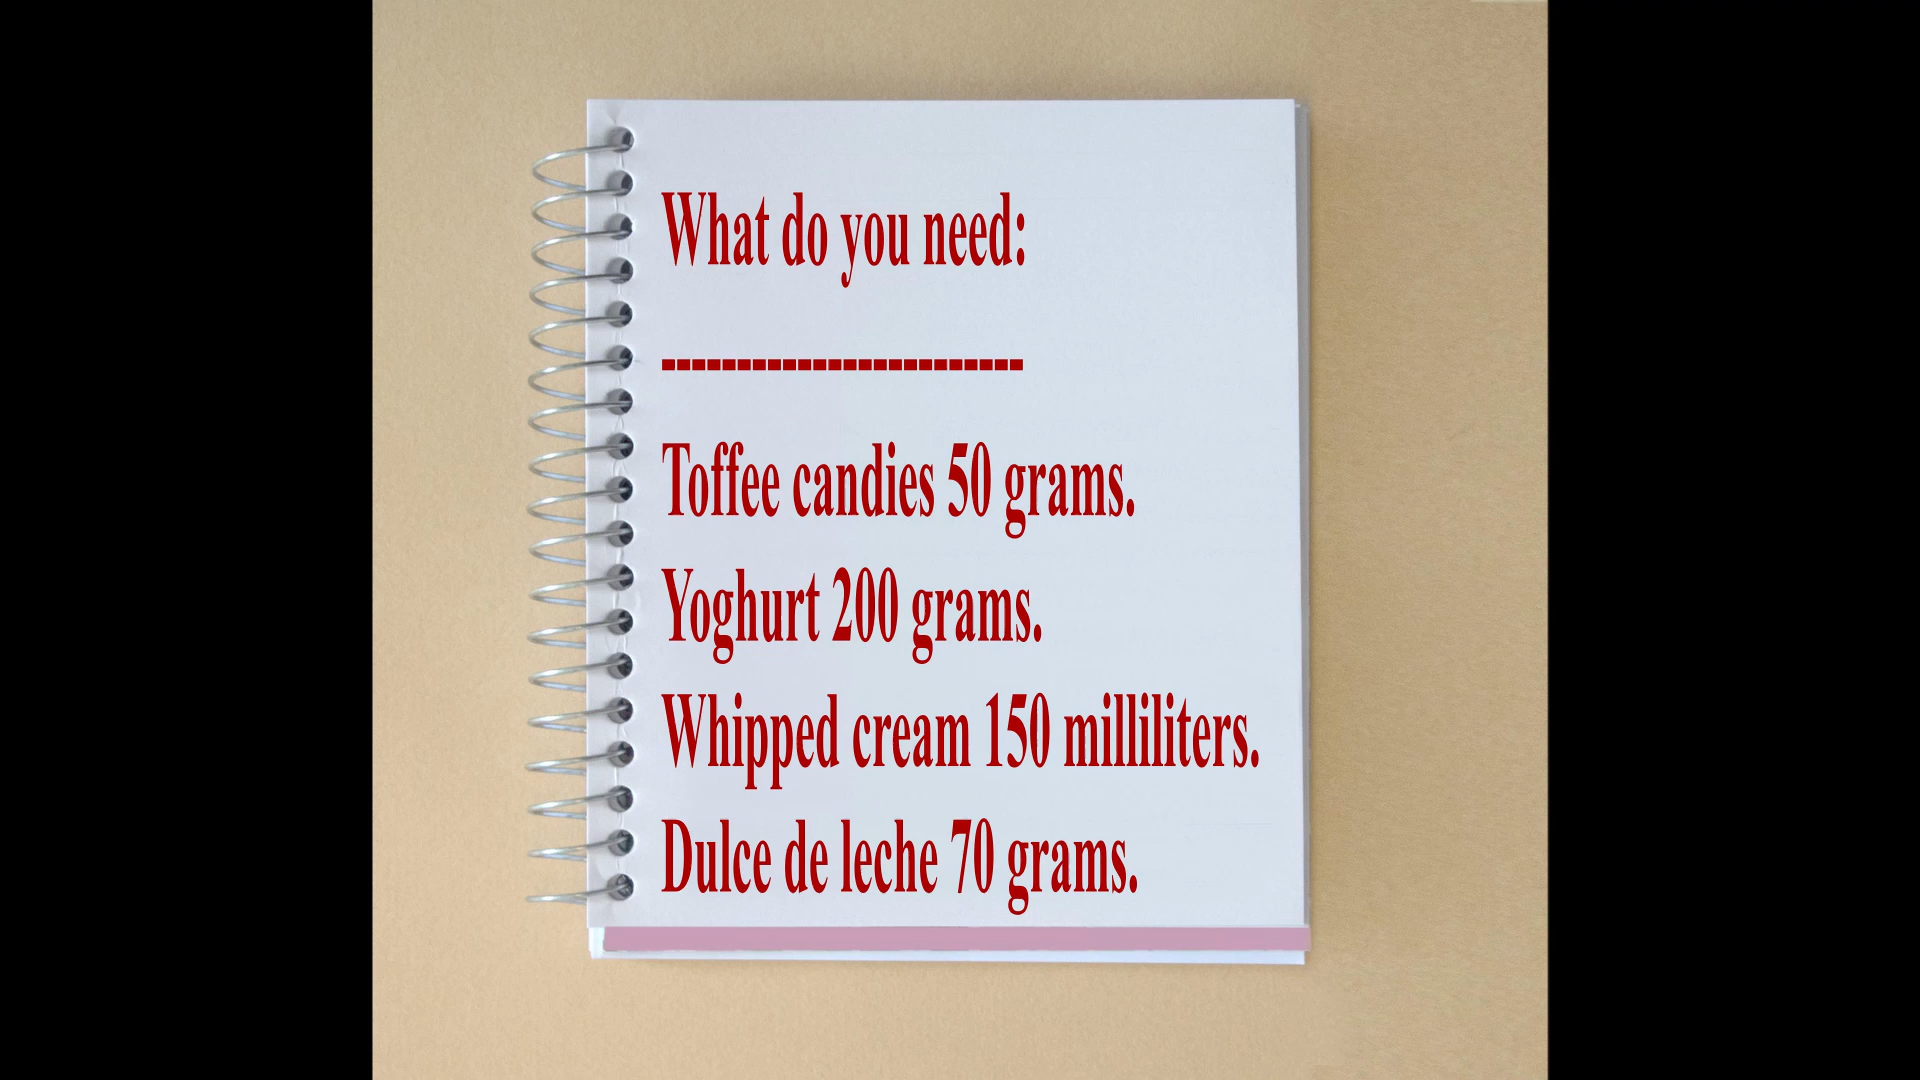 What do you need:
------------------------
Toffee candies 50 grams.
Yoghurt 200 grams.
Whipped cream 150 milliliters.
Dulce de leche 70 grams.